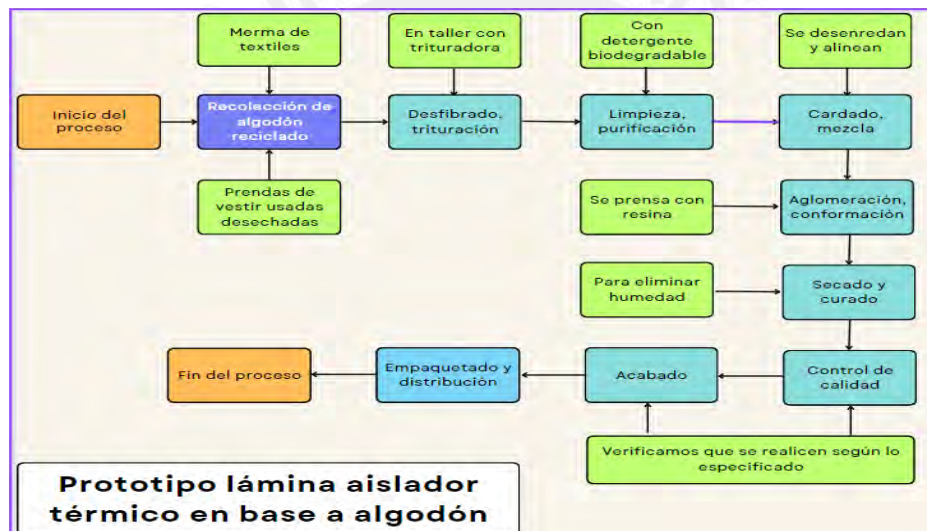 Merma de
textiles
En taller con
trituradora
Con
detergente
biodegradable
Se desenredan
y alinean
Inicio del
proceso
Recolección de
algodón
reciclado
Desfibrado,
trituración
Limpieza,
purificación
Cardado,
mezcla
Prendas de
vestir usadas
desechadas
Se prensa con
resina
Aglomeración,
conformación
Para eliminar
humedad
Secado y
curado
Fin del proceso
Empaquetado y
distribución
Acabado
Control de
calidad
Verificamos que se realicen según lo
especificado
Prototipo lámina aislador
térmico en base a algodón